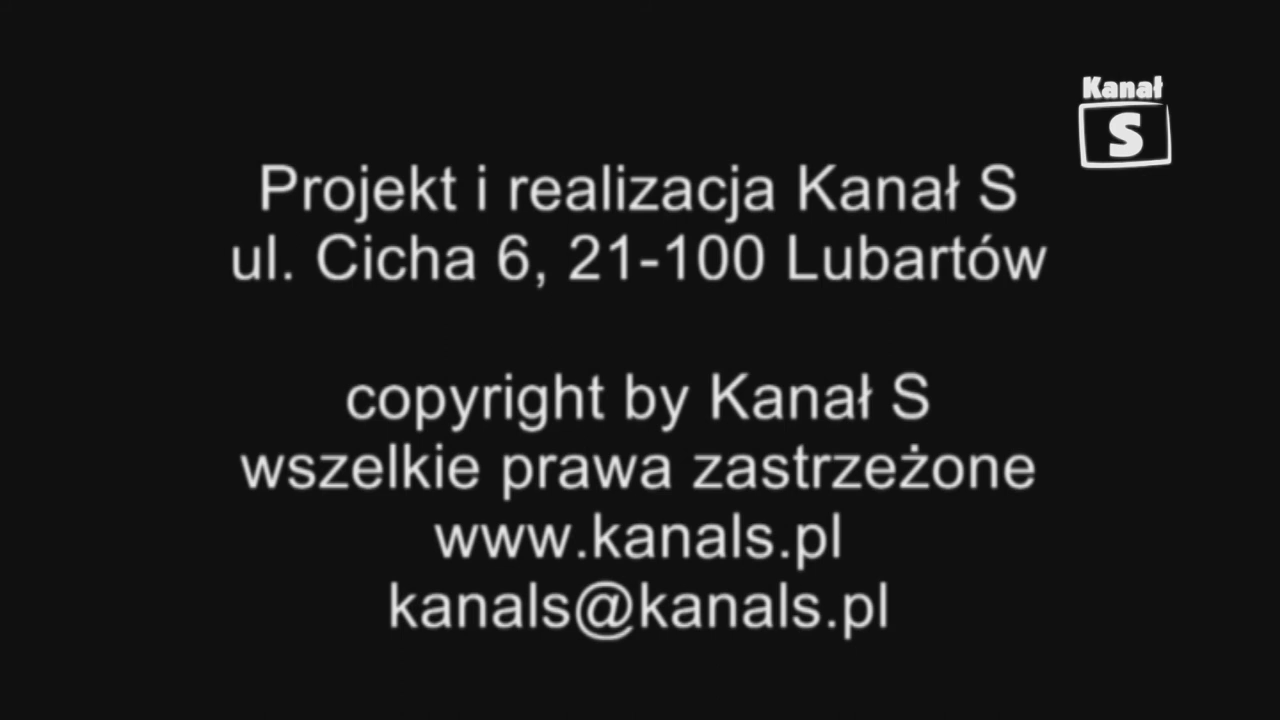 Kanał
S
Projekt i realizacja Kanał S
ul. Cicha 6, 21-100 Lubartów
copyright by Kanał S
wszelkie prawa zastrzeżone
www.kanals.pl
kanals@kanals.pl